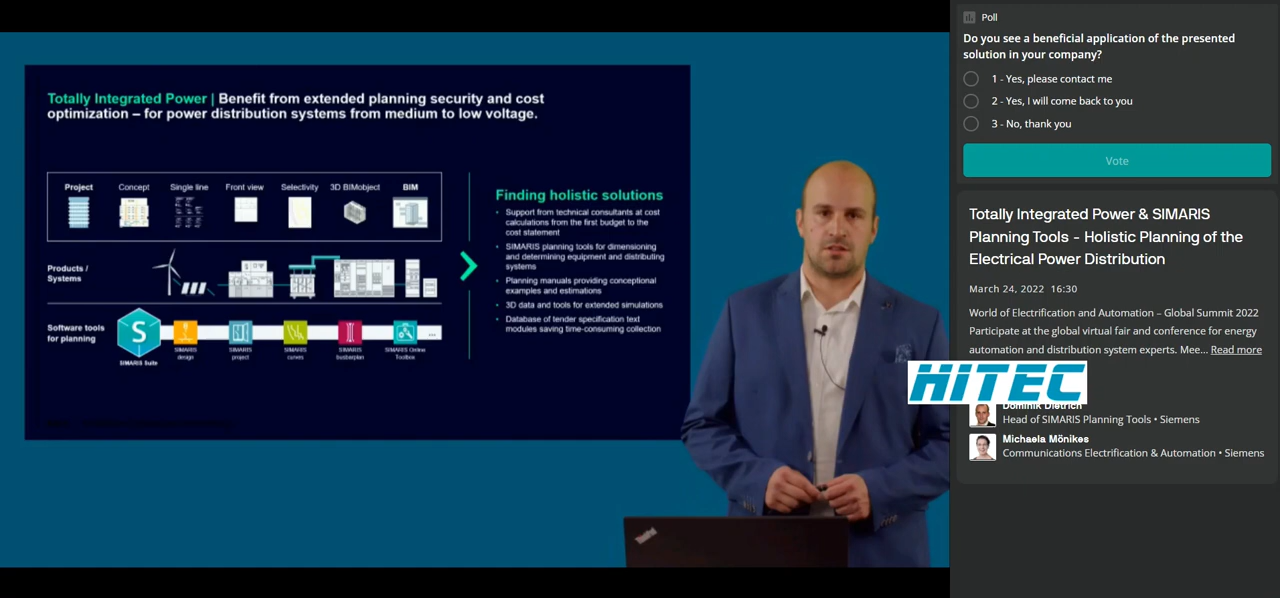 Totally Integrated Power | Benefit from extended planning security and cost
optimization – for power distribution systems from medium to low voltage.
Project
Concept
Single line
Front view
Selectivity
3D BIMobject
BIM
Products /
Systems
Software tools
for planning
S
SIMARIS Suite
SIMARIS
design
SIMARIS
project
SIMARIS
curves
SIMARIS
busbarplan
SIMARIS Online
Toolbox
...
Finding holistic solutions
• Support from technical consultants at cost
calculations from the first budget to the
cost statement
• SIMARIS planning tools for dimensioning
and determining equipment and distributing
systems
• Planning manuals providing conceptional
examples and estimations
• 3D data and tools for extended simulations
• Database of tender specification text
modules saving time-consuming collection
Poll
Do you see a beneficial application of the presented
solution in your company?
1 - Yes, please contact me
2 - Yes, I will come back to you
3 - No, thank you
Vote
Totally Integrated Power & SIMARIS
Planning Tools - Holistic Planning of the
Electrical Power Distribution
March 24, 2022 16:30
World of Electrification and Automation – Global Summit 2022
Participate at the global virtual fair and conference for energy
automation and distribution system experts. Mee... Read more
HITEC
Dominik Dietrich
Head of SIMARIS Planning Tools • Siemens
Michaela Mönikes
Communications Electrification & Automation • Siemens